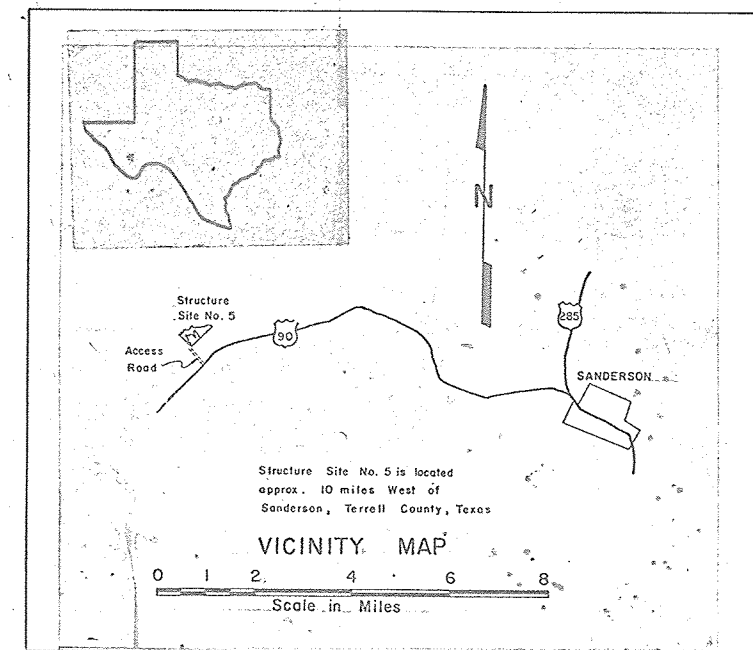 N
Structure
Site No. 5
285
90
Access
Road
SANDERSON
Structure Site No. 5 is located
approx. 10 miles West of
Sanderson, Terrell County, Texas
VICINITY MAP
0 1 2 4 6 8
Scale in Miles